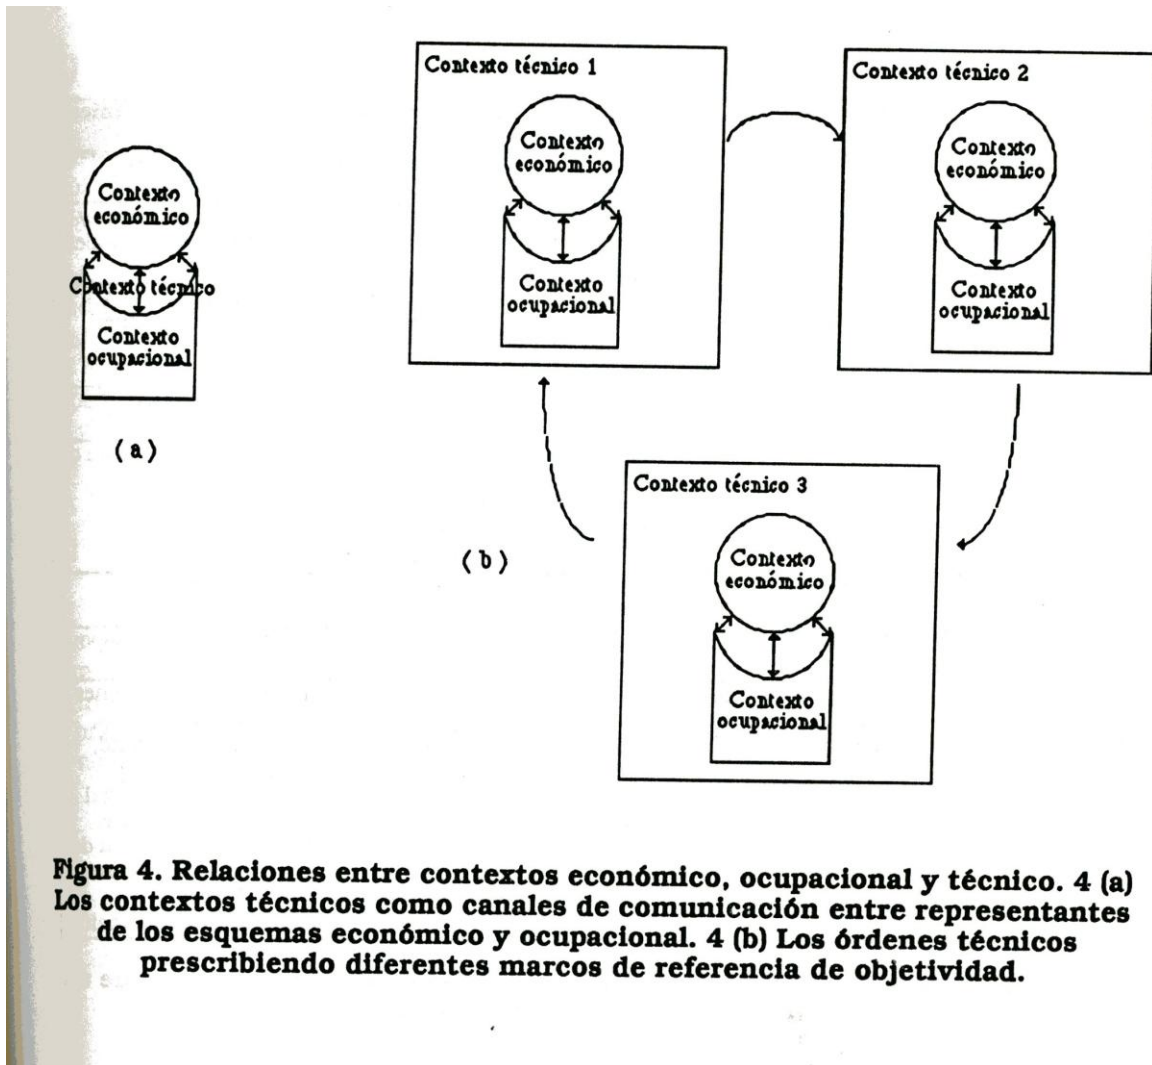 Contexto
económico
Contexto técnico
Contexto
ocupacional
(a)
Contexto técnico 1
Contexto
económico
Contexto
ocupacional
Contexto técnico 2
Contexto
económico
Contexto
ocupacional
(b)
Contexto técnico 3
Contexto
económico
Contexto
ocupacional
Figura 4. Relaciones entre contextos económico, ocupacional y técnico. 4 (a)
Los contextos técnicos como canales de comunicación entre representantes
de los esquemas económico y ocupacional. 4 (b) Los órdenes técnicos
prescribiendo diferentes marcos de referencia de objetividad.